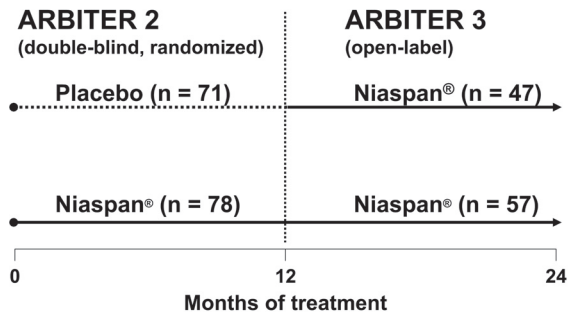 ARBITER 2
(double-blind, randomized)
ARBITER 3
(open-label)
Placebo (n = 71)
Niaspan® (n = 47)
Niaspan® (n = 78)
Niaspan® (n = 57)
0
12
24
Months of treatment